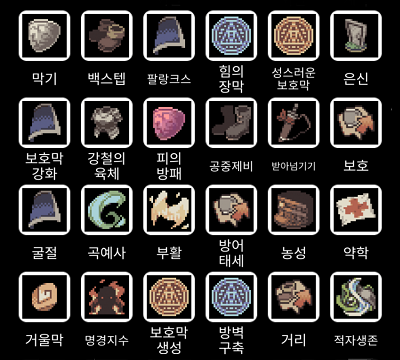 막기 백스텝 팔랑크스 힘의 장막 성스러운 보호막 은신
보호막 강화 강철의 육체 피의 방패 공중제비 받아넘기기 보호
굴절 곡예사 부활 방어 태세 농성 약학
거울막 명경지수 보호막 생성 방벽 구축 거리 적자생존